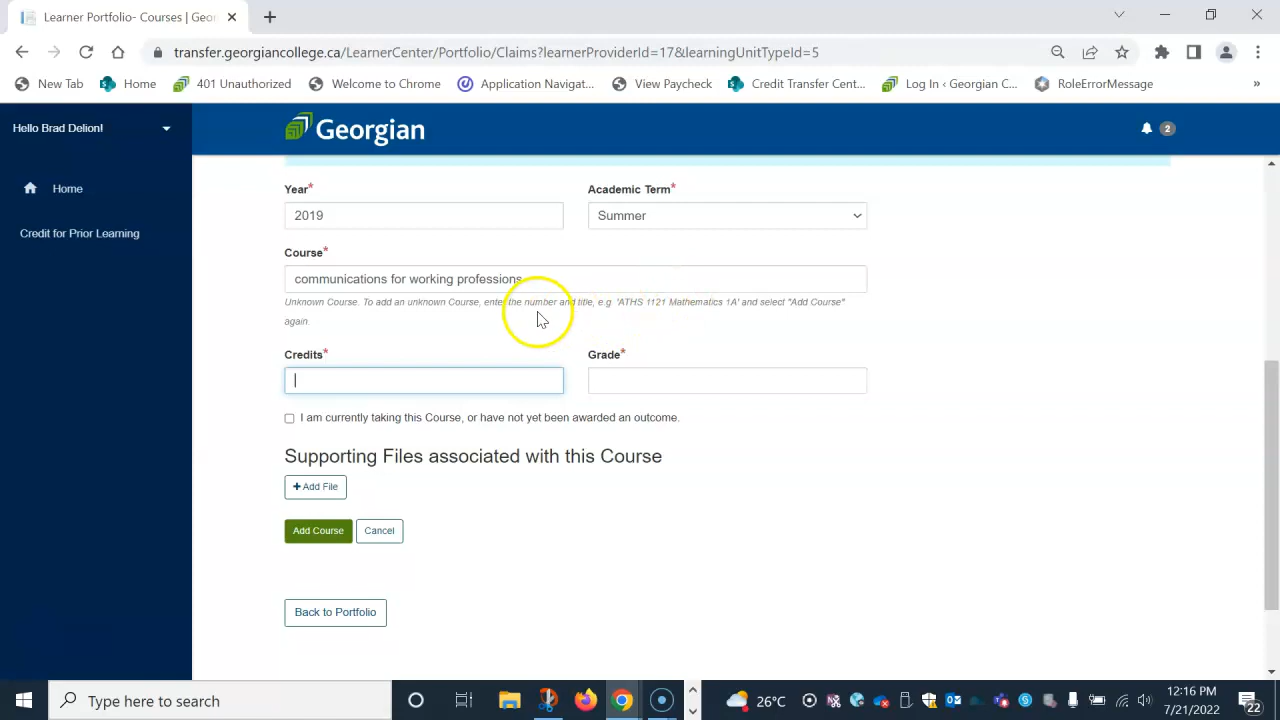 Learner Portfolio- Courses | Geor
transfer.georgiancollege.ca/LearnerCenter/Portfolio/Claims?learnerProviderId=17&learningUnitTypeId=5
New Tab
Home
401 Unauthorized
Welcome to Chrome
Application Navigat...
View Paycheck
Credit Transfer Cent...
Log In ‹ Georgian C...
RoleErrorMessage
»
Hello Brad Delion!
Georgian
2
Home
Credit for Prior Learning
Year*
Academic Term*
2019
Summer
Course*
communications for working professions
Unknown Course. To add an unknown Course, enter the number and title, e.g 'ATHS 1121 Mathematics 1A' and select "Add Course"
again.
Credits*
Grade*
I am currently taking this Course, or have not yet been awarded an outcome.
Supporting Files associated with this Course
+ Add File
Add Course
Cancel
Back to Portfolio
Type here to search
26°C
12:16 PM
7/21/2022
22